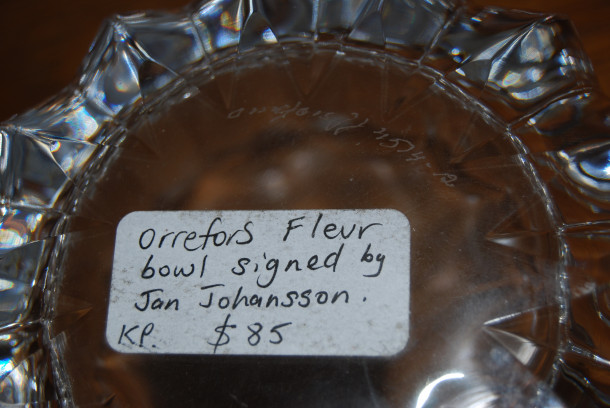 Orrefors Fleur
bowl signed by
Jan Johansson.
KP. $85